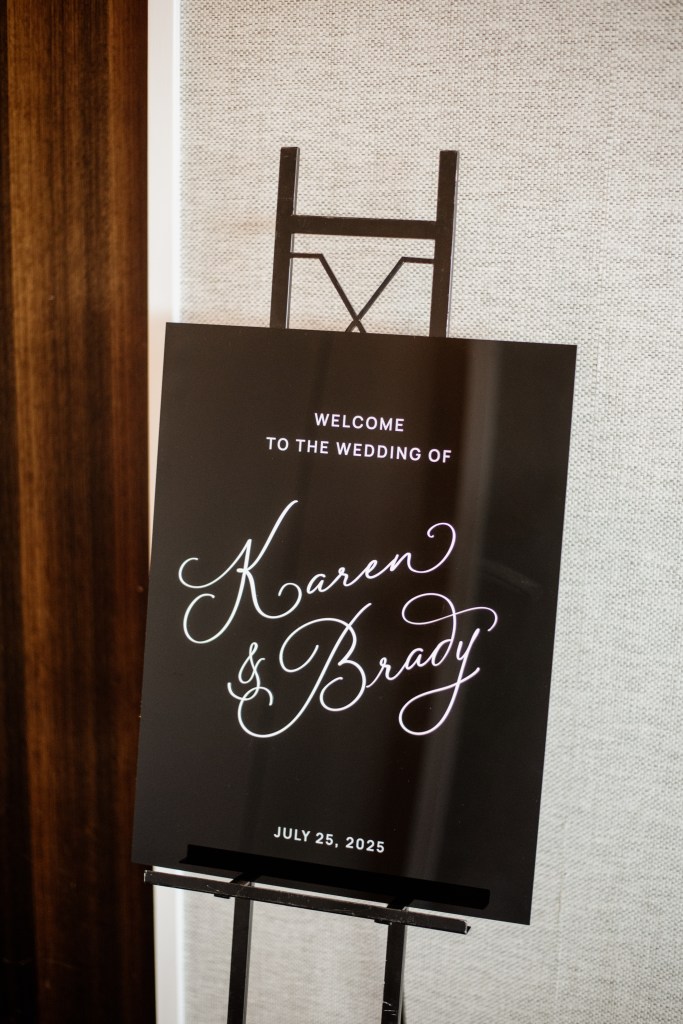 WELCOME
TO THE WEDDING OF
Karen
& Brady
JULY 25, 2025